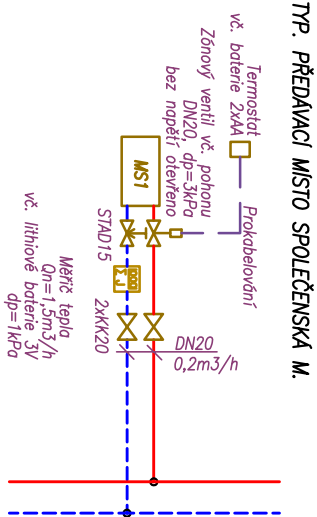 TYP. PŘEDÁVACÍ MÍSTO SPOLEČENSKÁ M.
Termostat
vč. baterie 2xAA
Prokabelování
Zónový ventil vč. pohonu
DN20, dp=3kPa
bez napětí otevřeno
MS1
STAD15
2xKK20
DN20
0,2m3/h
Měřič tepla
Qn=1,5m3/h
vč. lithiové baterie 3V
dp=1kPa